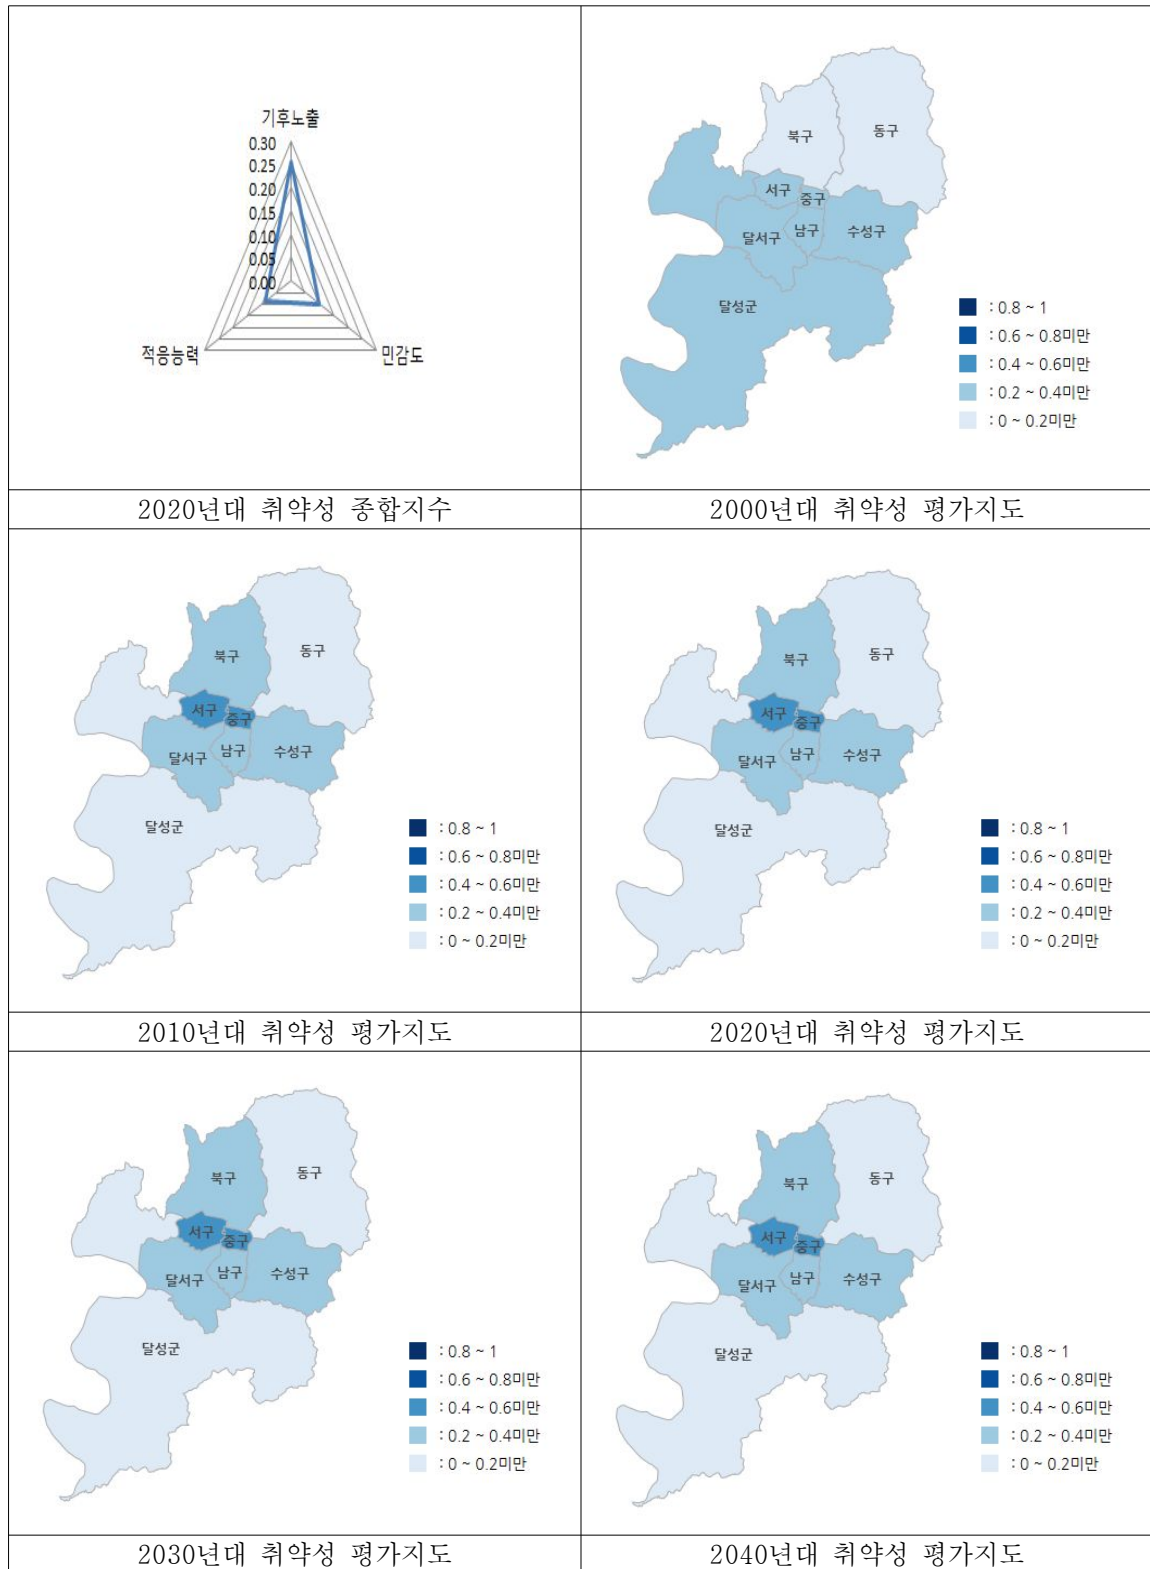 기후노출
0.30
0.25
0.20
0.15
0.10
0.05
0.00
적응능력
민감도
2020년대 취약성 종합지수
북구
동구
서구
중구
달서구
남구
수성구
달성군
: 0.8 ~ 1
: 0.6 ~ 0.8미만
: 0.4 ~ 0.6미만
: 0.2 ~ 0.4미만
: 0 ~ 0.2미만
2000년대 취약성 평가지도
북구
동구
서구
중구
달서구
남구
수성구
달성군
: 0.8 ~ 1
: 0.6 ~ 0.8미만
: 0.4 ~ 0.6미만
: 0.2 ~ 0.4미만
: 0 ~ 0.2미만
2010년대 취약성 평가지도
북구
동구
서구
중구
달서구
남구
수성구
달성군
: 0.8 ~ 1
: 0.6 ~ 0.8미만
: 0.4 ~ 0.6미만
: 0.2 ~ 0.4미만
: 0 ~ 0.2미만
2020년대 취약성 평가지도
북구
동구
서구
중구
달서구
남구
수성구
달성군
: 0.8 ~ 1
: 0.6 ~ 0.8미만
: 0.4 ~ 0.6미만
: 0.2 ~ 0.4미만
: 0 ~ 0.2미만
2030년대 취약성 평가지도
북구
동구
서구
중구
달서구
남구
수성구
달성군
: 0.8 ~ 1
: 0.6 ~ 0.8미만
: 0.4 ~ 0.6미만
: 0.2 ~ 0.4미만
: 0 ~ 0.2미만
2040년대 취약성 평가지도